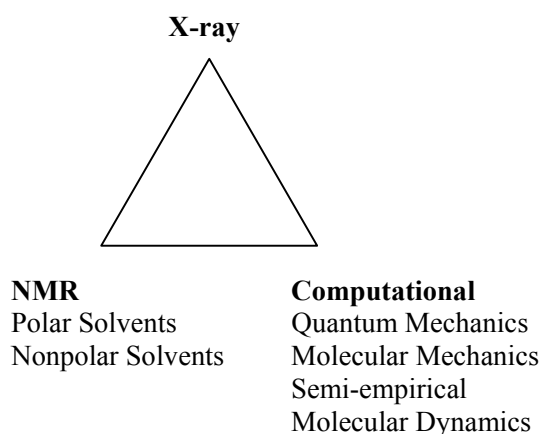 X-ray
NMR
Polar Solvents
Nonpolar Solvents
Computational
Quantum Mechanics
Molecular Mechanics
Semi-empirical
Molecular Dynamics